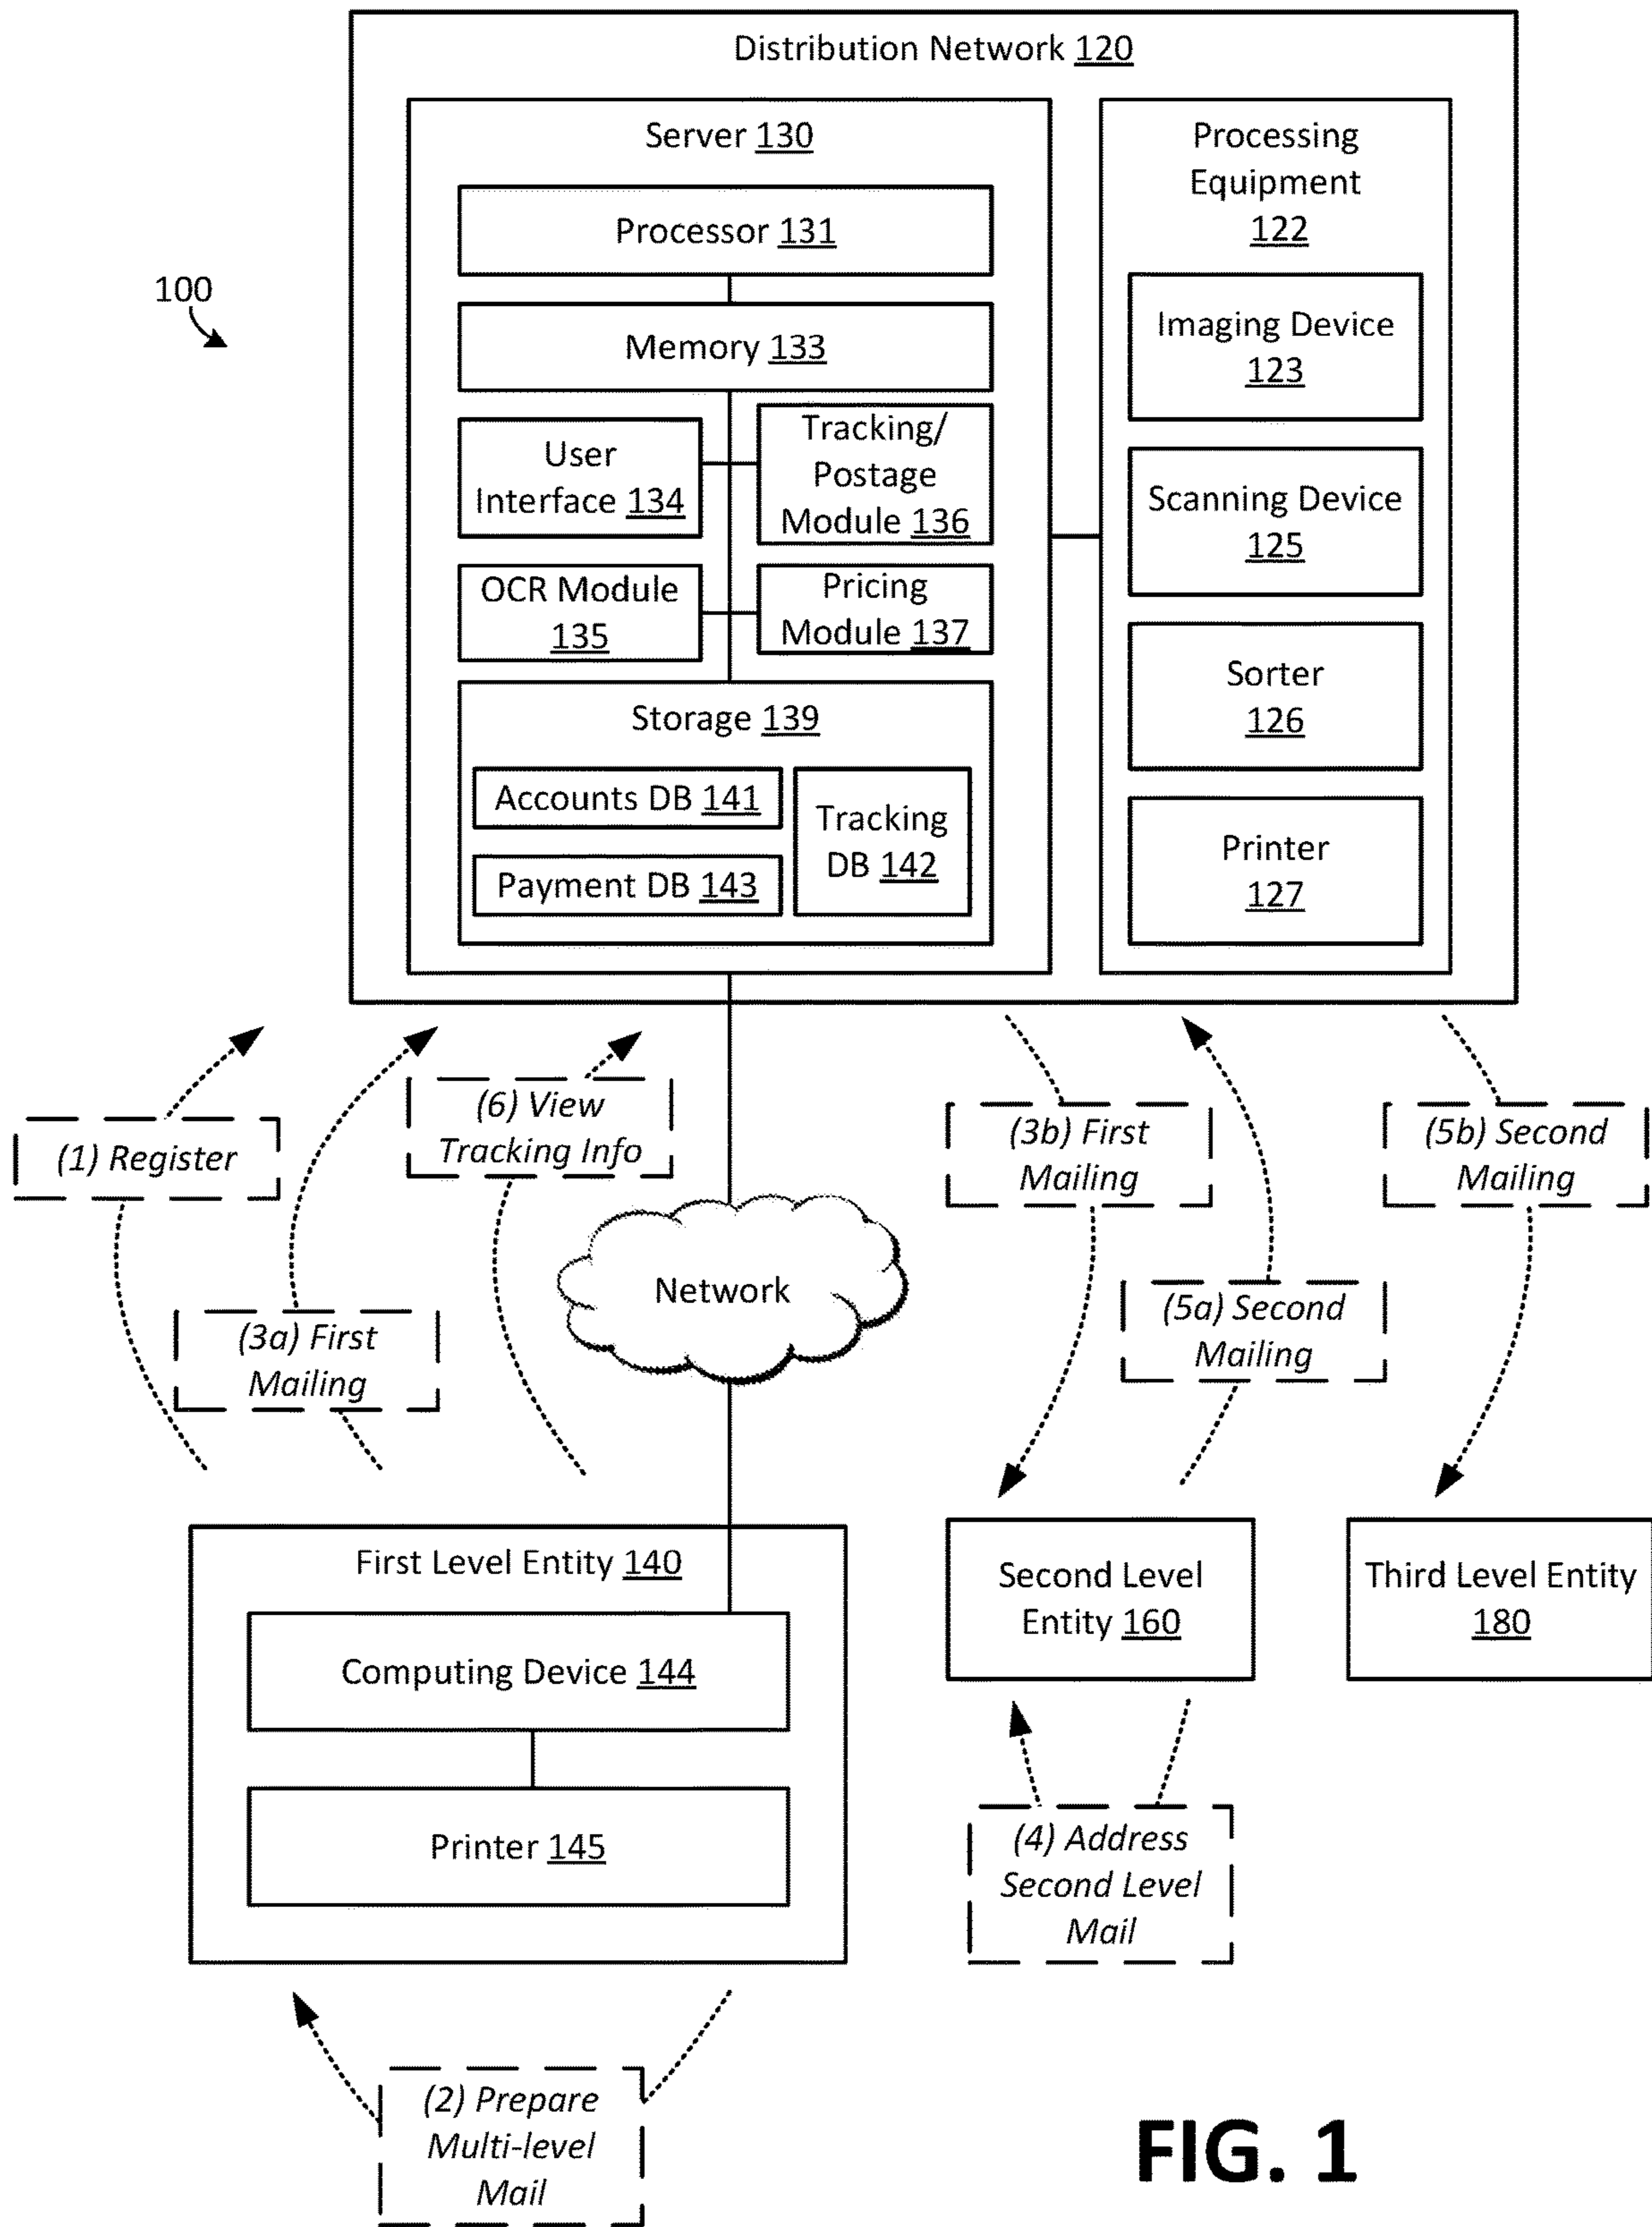 Distribution Network 120
Server 130
Processor 131
Memory 133
User
Interface 134
Tracking/
Postage
Module 136
OCR Module
135
Pricing
Module 137
Storage 139
Accounts DB 141
Payment DB 143
Tracking
DB 142
Processing
Equipment
122
Imaging Device
123
Scanning Device
125
Sorter
126
Printer
127
100
(1) Register
(3a) First
Mailing
(6) View
Tracking Info
Network
(3b) First
Mailing
(5a) Second
Mailing
(5b) Second
Mailing
First Level Entity 140
Computing Device 144
Printer 145
Second Level
Entity 160
Third Level Entity
180
(4) Address
Second Level
Mail
(2) Prepare
Multi-level
Mail
FIG. 1